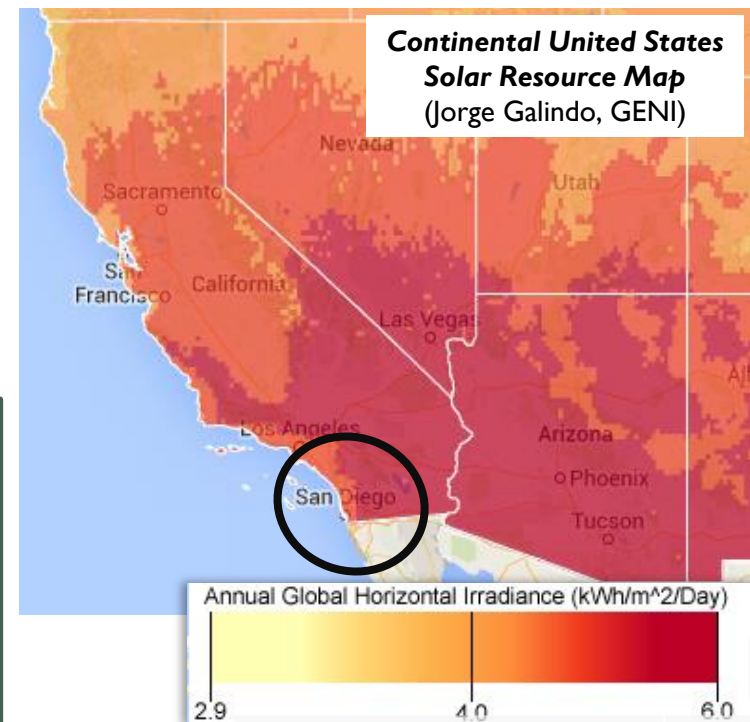 Continental United States
Solar Resource Map
(Jorge Galindo, GENI)
Nevada
Utah
Sacramento
San
Francisco
California
Las Vegas
Los Angeles
Arizona
San Diego
Phoenix
Tucson
Annual Global Horizontal Irradiance (kWh/m^2/Day)
2.9 4.0 6.0